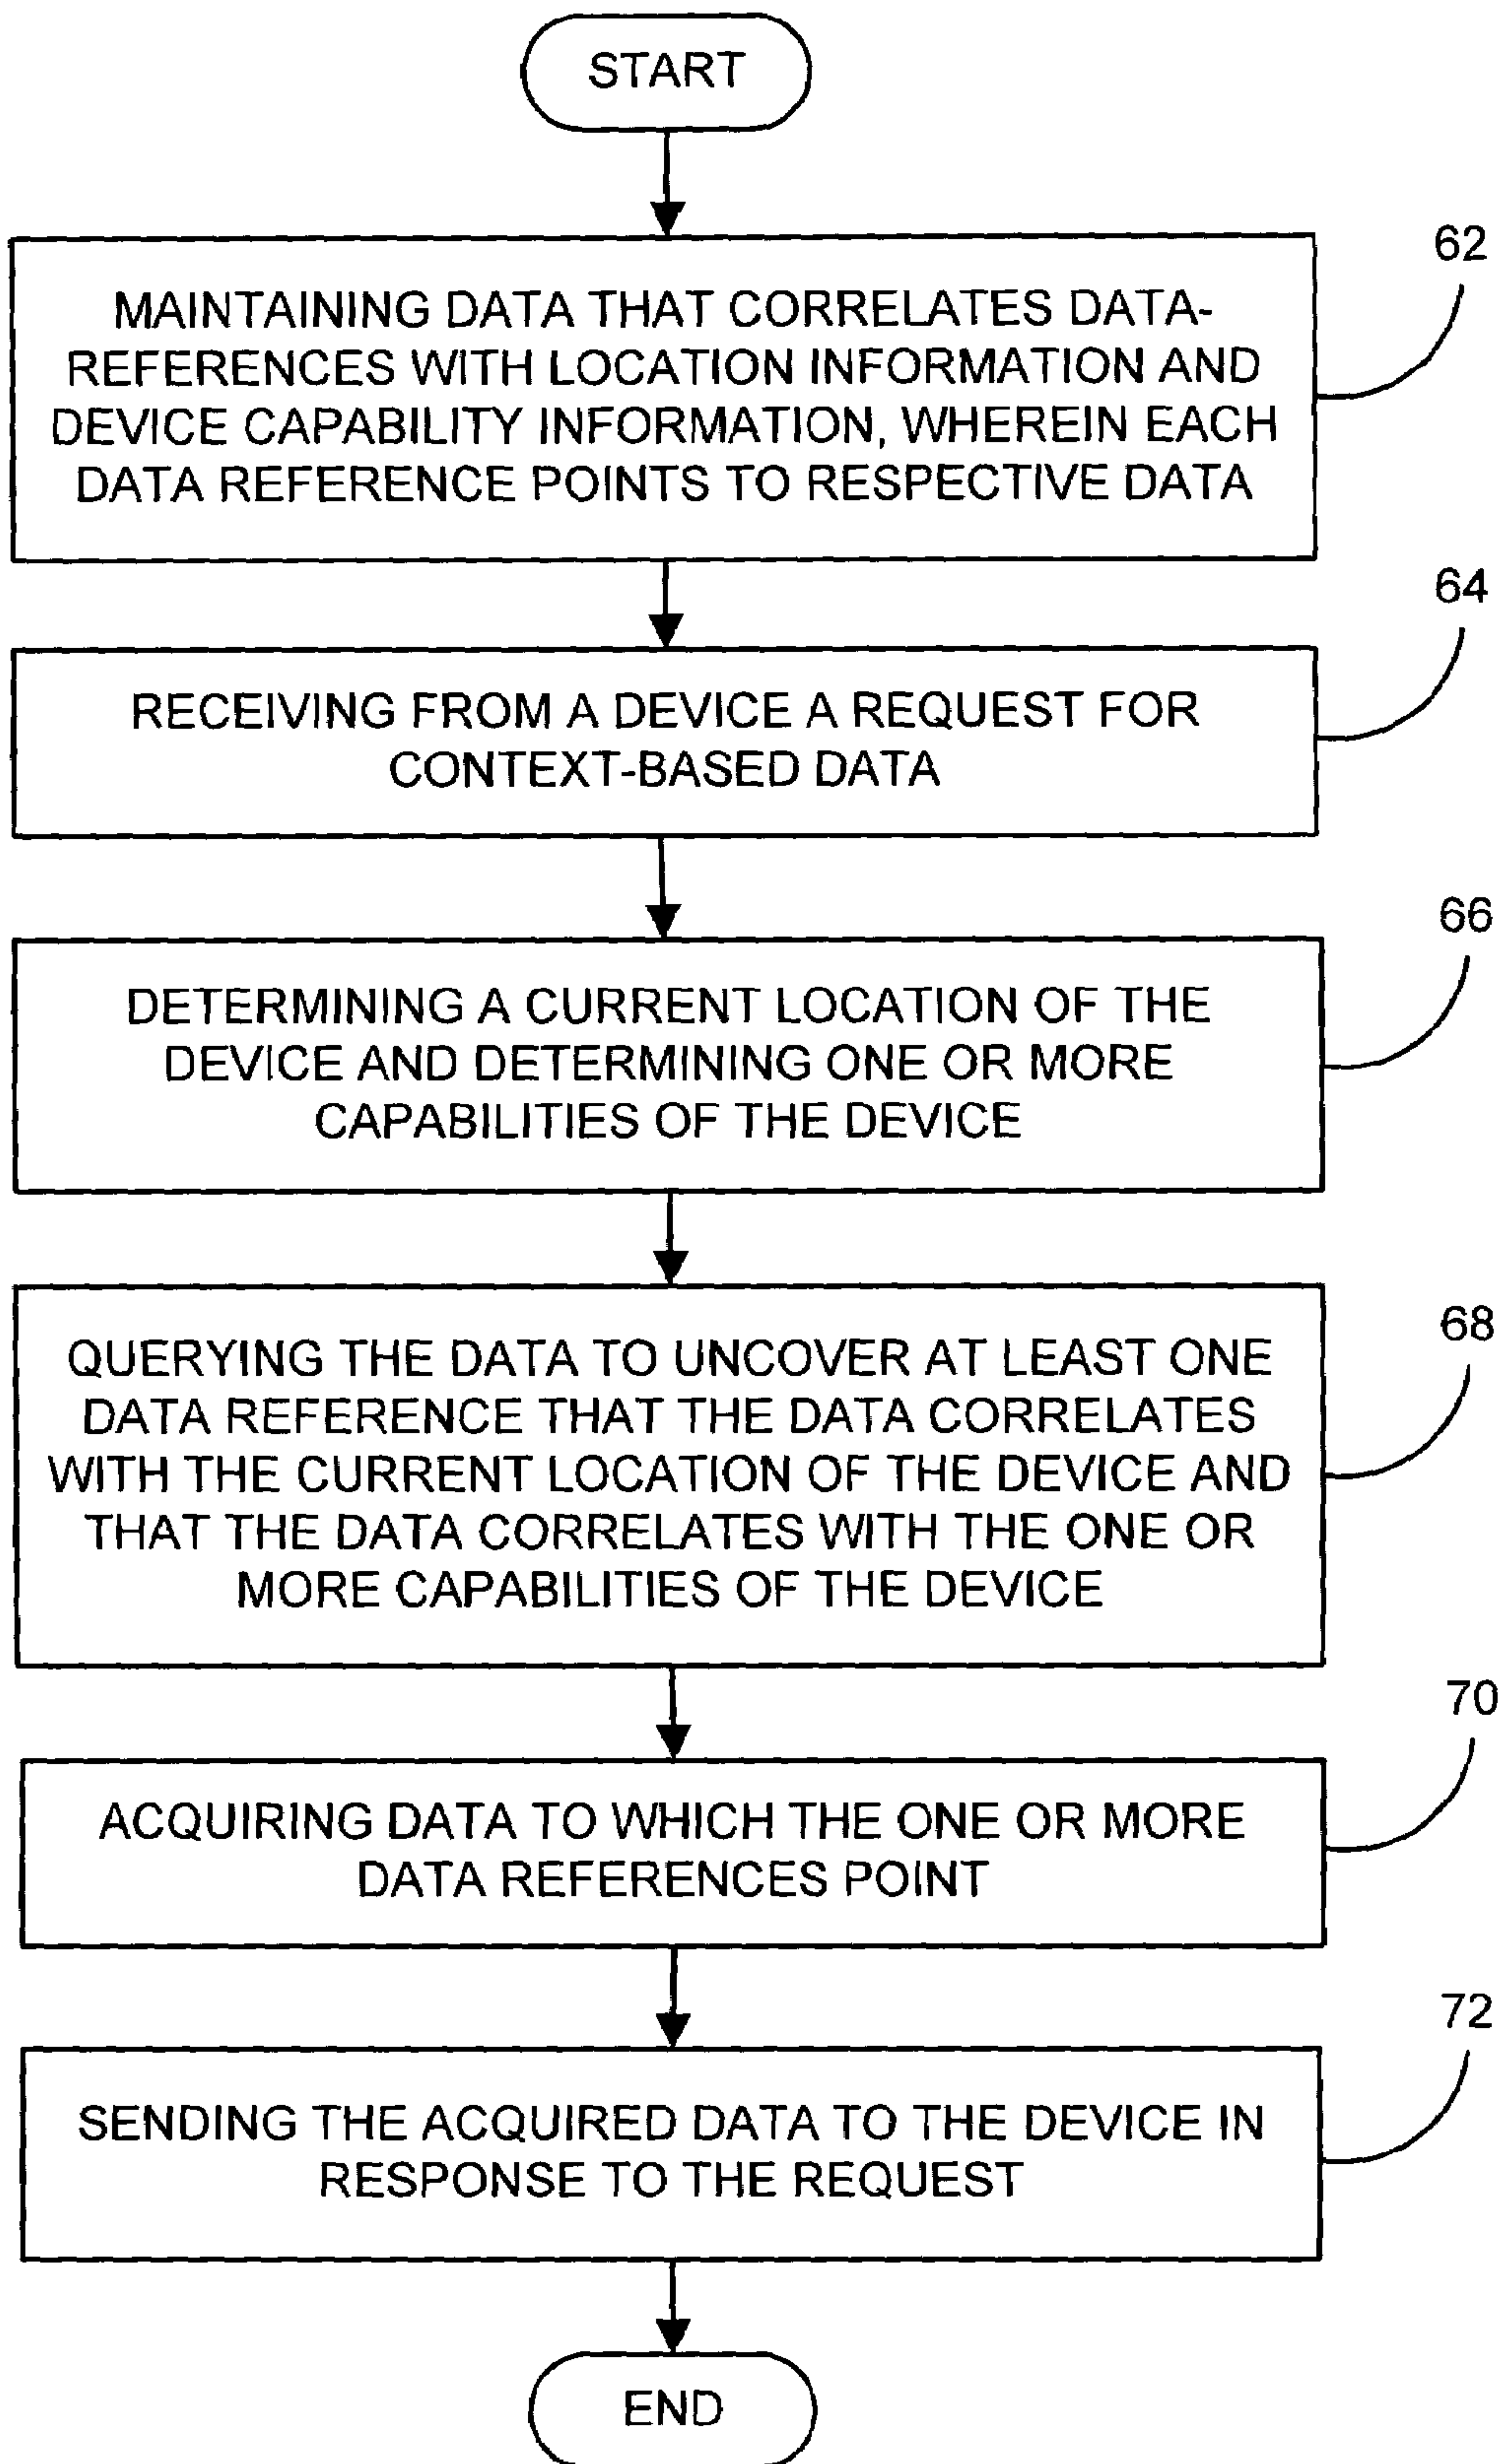 START
62
MAINTAINING DATA THAT CORRELATES DATA-
REFERENCES WITH LOCATION INFORMATION AND
DEVICE CAPABILITY INFORMATION, WHEREIN EACH
DATA REFERENCE POINTS TO RESPECTIVE DATA
64
RECEIVING FROM A DEVICE A REQUEST FOR
CONTEXT-BASED DATA
66
DETERMINING A CURRENT LOCATION OF THE
DEVICE AND DETERMINING ONE OR MORE
CAPABILITIES OF THE DEVICE
68
QUERYING THE DATA TO UNCOVER AT LEAST ONE
DATA REFERENCE THAT THE DATA CORRELATES
WITH THE CURRENT LOCATION OF THE DEVICE AND
THAT THE DATA CORRELATES WITH THE ONE OR
MORE CAPABILITIES OF THE DEVICE
70
ACQUIRING DATA TO WHICH THE ONE OR MORE
DATA REFERENCES POINT
72
SENDING THE ACQUIRED DATA TO THE DEVICE IN
RESPONSE TO THE REQUEST
END